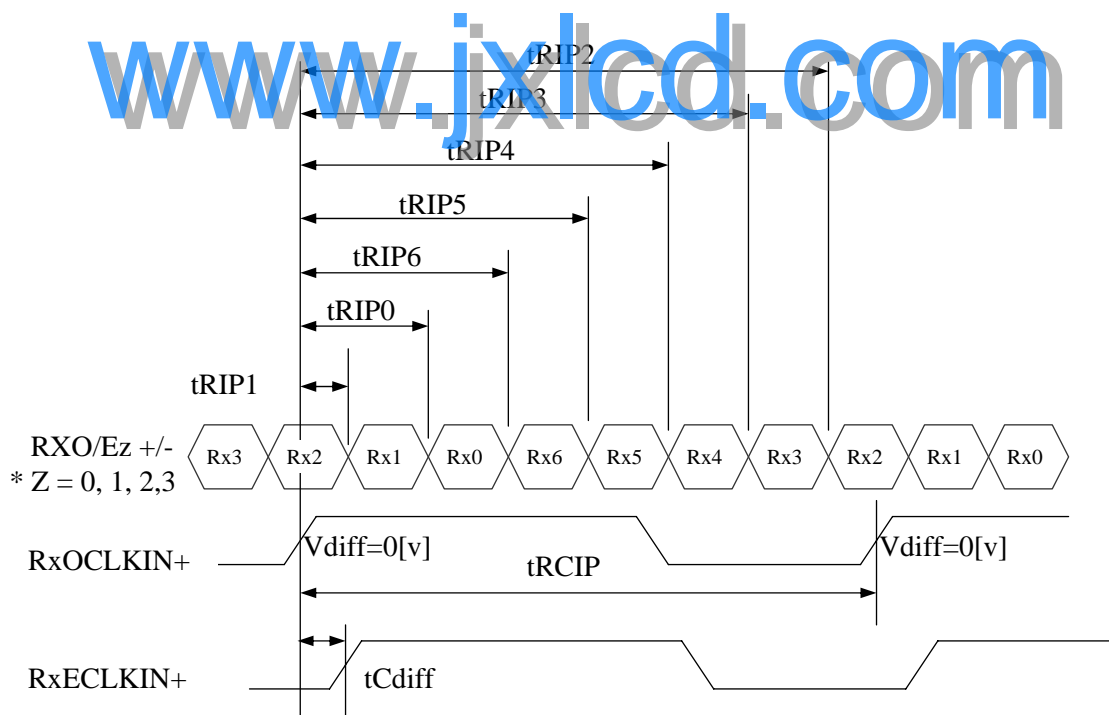 www.jxlcd.com
tRIP2
tRIP3
tRIP4
tRIP5
tRIP6
tRIP0
tRIP1
RXO/Ez +/-
* Z = 0, 1, 2,3
Rx3 Rx2 Rx1 Rx0 Rx6 Rx5 Rx4 Rx3 Rx2 Rx1 Rx0
RxOCLKIN+
Vdiff=0[v] Vdiff=0[v]
tRCIP
RxECLKIN+
tCdiff